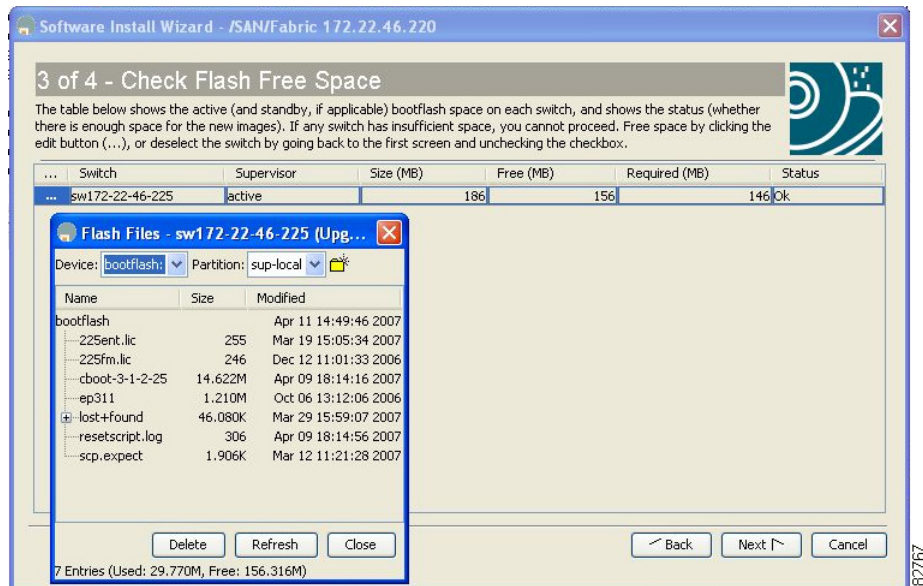 Software Install Wizard - /SAN/Fabric 172.22.46.220
3 of 4 - Check Flash Free Space
The table below shows the active (and standby, if applicable) bootflash space on each switch, and shows the status (whether
there is enough space for the new images). If any switch has insufficient space, you cannot proceed. Free space by clicking the
edit button (...), or deselect the switch by going back to the first screen and unchecking the checkbox.
... Switch Supervisor Size (MB) Free (MB) Required (MB) Status
... sw172-22-46-225 active 186 156 146 Ok
Flash Files - sw172-22-46-225 (Upg...
Device: bootflash: Partition: sup-local
Name Size Modified
bootflash Apr 11 14:49:46 2007
225ent.lic 255 Mar 19 15:05:34 2007
225fm.lic 246 Dec 12 11:01:33 2006
cboot-3-1-2-25 14.622M Apr 09 18:14:16 2007
ep311 1.210M Oct 06 13:12:06 2006
lost+found 46.080K Mar 29 15:59:07 2007
resetscript.log 306 Apr 09 18:14:56 2007
scp.expect 1.906K Mar 12 11:21:28 2007
Delete Refresh Close
7 Entries (Used: 29.770M, Free: 156.316M)
Back Next Cancel